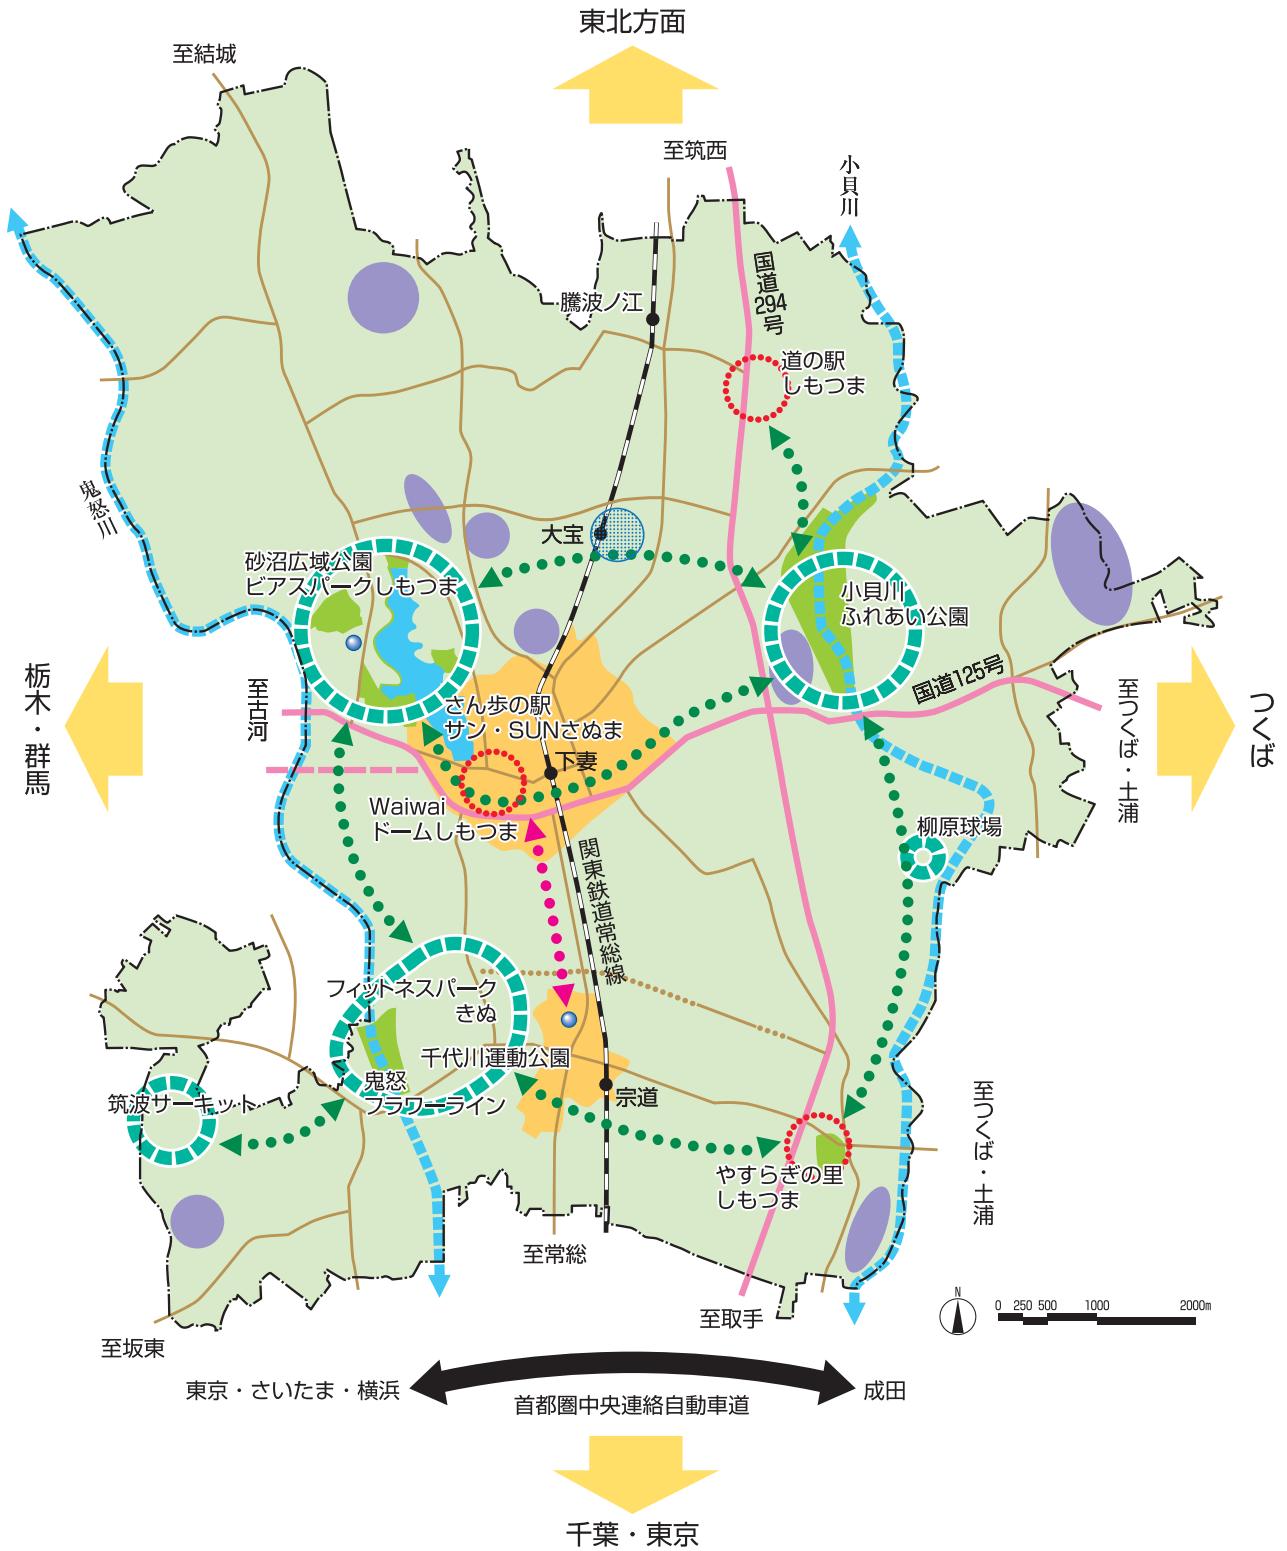 東北方面
至結城
至筑西
小貝川
国道294号
騰波ノ江
道の駅
しもつま
鬼怒川
大宝
砂沼広域公園
ビアスパークしもつま
小貝川
ふれあい公園
国道125号
栃木・群馬
至古河
さん歩の駅
サン・SUNさぬま
下妻
至つくば・土浦
つくば
Waiwai
ドームしもつま
柳原球場
関東鉄道常総線
フィットネスパーク
きぬ
千代川運動公園
鬼怒
フラワーライン
筑波サーキット
宗道
至つくば・土浦
やすらぎの里
しもつま
至常総
至取手
N
0 250 500 1000 2000m
至坂東
東京・さいたま・横浜
成田
首都圏中央連絡自動車道
千葉・東京